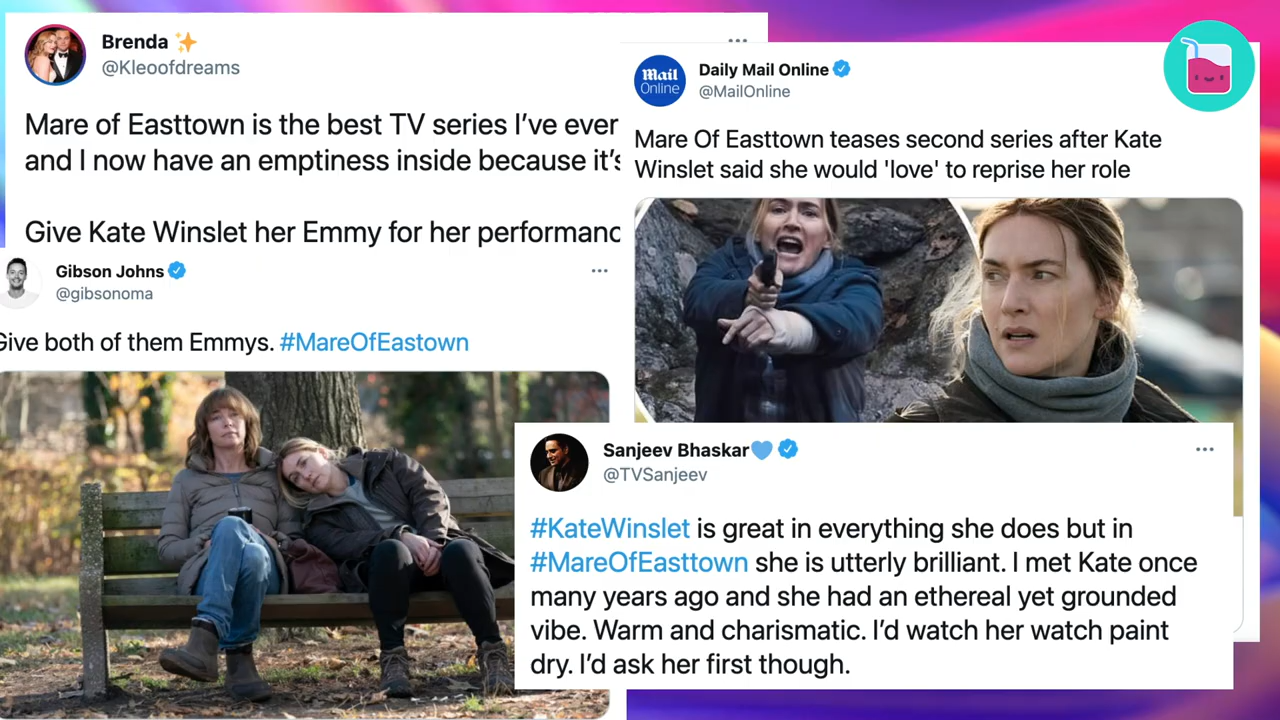 Brenda ✨
@Kleoofdreams
Mare of Easttown is the best TV series I've ever
and I now have an emptiness inside because it's
Give Kate Winslet her Emmy for her
Gibson Johns
@gibsonoma
Give both of them Emmys. #MareOfEastown
Mail
Online
Daily Mail Online
@MailOnline
Mare Of Easttown teases second series after Kate
Winslet said she would 'love' to reprise her role
Sanjeev Bhaskar💙
@TVSanjeev
#KateWinslet is great in everything she does but in
#MareOfEasttown she is utterly brilliant. I met Kate once
many years ago and she had an ethereal yet grounded
vibe. Warm and charismatic. I'd watch her watch paint
dry. I'd ask her first though.